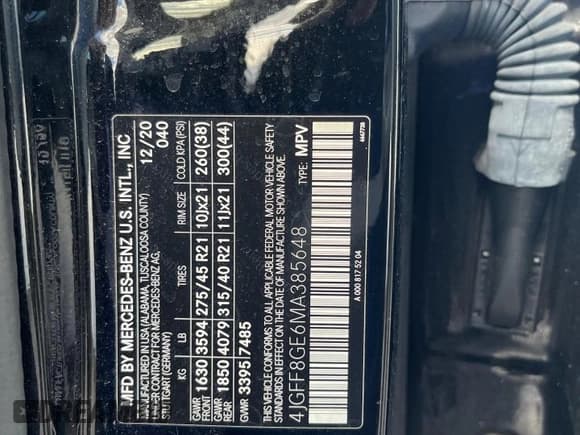 MFD BY MERCEDES-BENZ U.S. INTL., INC
MANUFACTURED IN USA (ALABAMA, TUSCALOOSA COUNTY)
UNDER CONTRACT FOR MERCEDES-BENZ AG,
STUTTGART (GERMANY)
12/20
040
KG LB TIRES RIM SIZE COLD KPA(PSI)
GAWR FRONT 1630 3594 275/45 R21 10Jx21 260(38)
GAWR REAR 1850 4079 315/40 R21 11Jx21 300(44)
GVWR 3395 7485
THIS VEHICLE CONFORMS TO ALL APPLICABLE FEDERAL MOTOR VEHICLE SAFETY
STANDARDS IN EFFECT ON THE DATE OF MANUFACTURE SHOWN ABOVE.
4JGFF8GE6MA385648 MPV
A 000 817 52 04